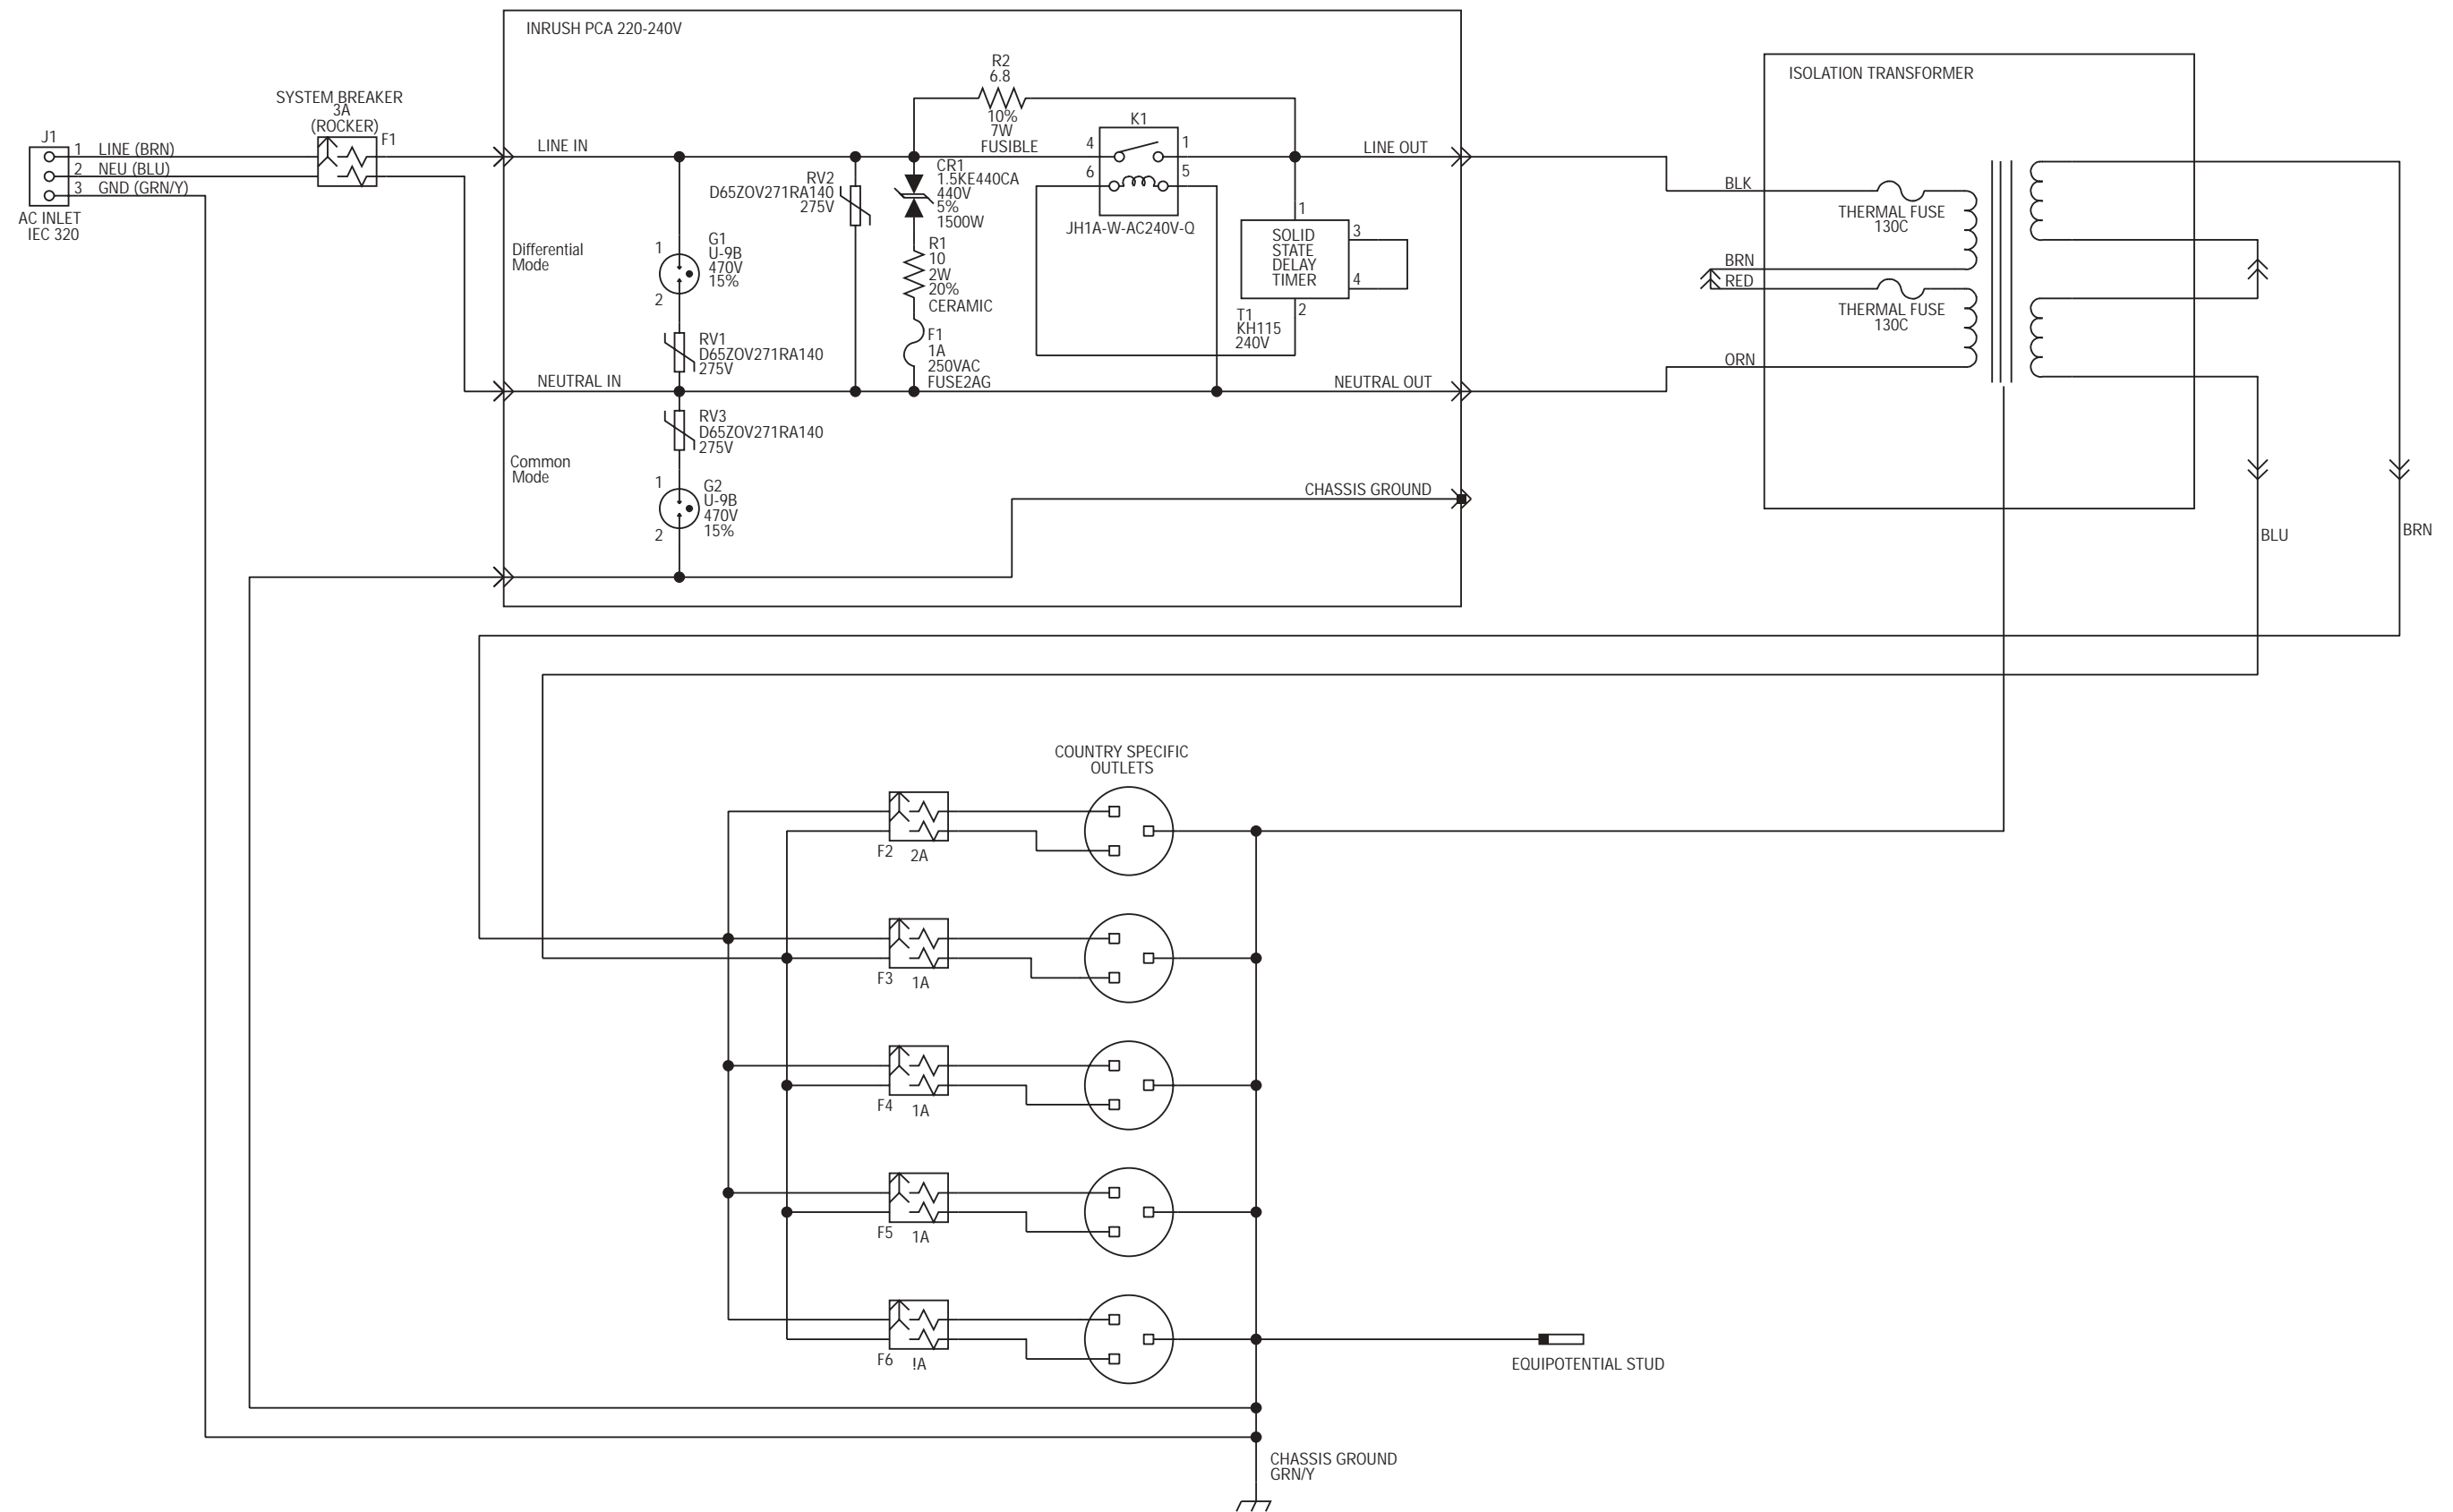 INRUSH PCA 220-240V
ISOLATION TRANSFORMER
SYSTEM BREAKER
3A
(ROCKER)
F1
J1
1 LINE (BRN)
2 NEU (BLU)
3 GND (GRN/Y)
AC INLET
IEC 320
LINE IN
R2
6.8
10%
7W
FUSIBLE
K1
4
1
6
5
JH1A-W-AC240V-Q
LINE OUT
RV2
D65ZOV271RA140
275V
CR1
1.5KE440CA
440V
5%
1500W
Differential
Mode
1
G1
U-9B
470V
15%
2
R1
10
2W
20%
CERAMIC
1
SOLID
STATE
DELAY
TIMER
3
4
2
T1
KH115
240V
F1
1A
250VAC
FUSE2AG
RV1
D65ZOV271RA140
275V
NEUTRAL IN
NEUTRAL OUT
RV3
D65ZOV271RA140
275V
Common
Mode
1
G2
U-9B
470V
15%
2
CHASSIS GROUND
BLK
THERMAL FUSE
130C
BRN
RED
THERMAL FUSE
130C
ORN
BLU
BRN
COUNTRY SPECIFIC
OUTLETS
F2 2A
F3 1A
F4 1A
F5 1A
F6 !A
EQUIPOTENTIAL STUD
CHASSIS GROUND
GRN/Y